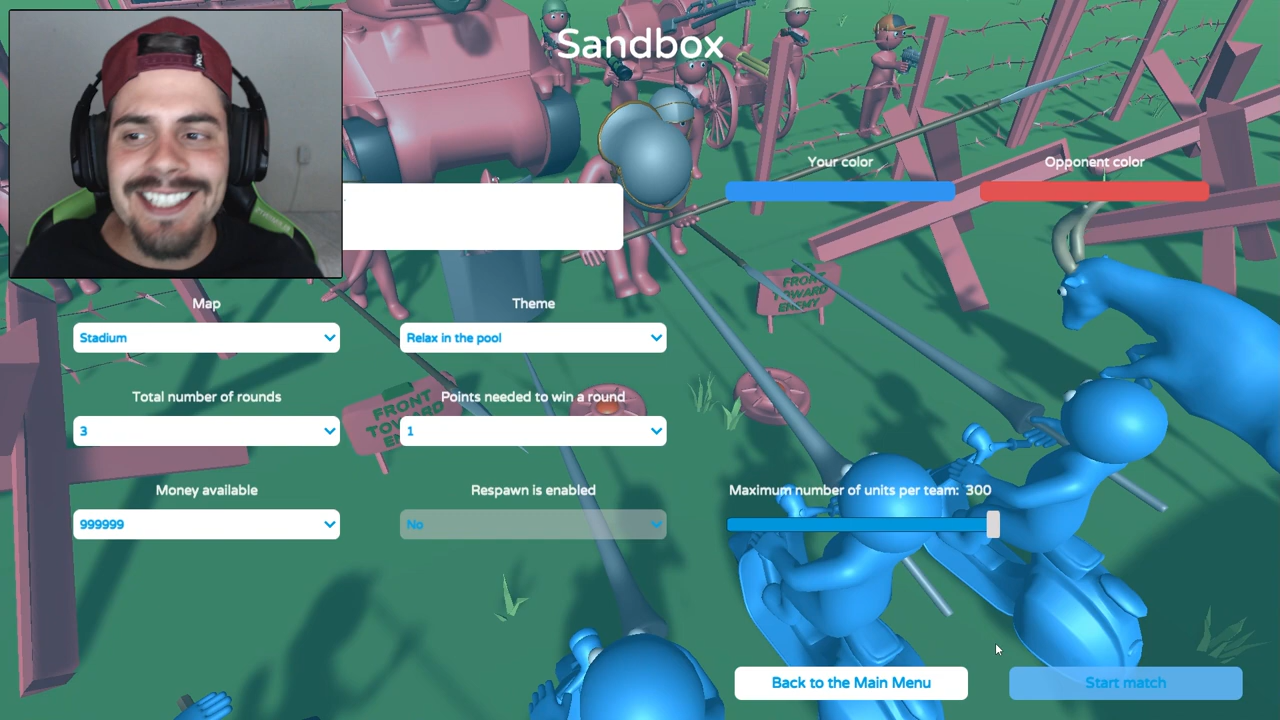 Sandbox
Your color
Opponent color
FRONT
TOWARD
ENEMY
Map
Theme
Stadium
Relax in the pool
Total number of rounds
Points needed to win a round
3
1
FRONT
Money available
Respawn is enabled
Maximum number of units per team: 300
999999
No
Back to the Main Menu
Start match